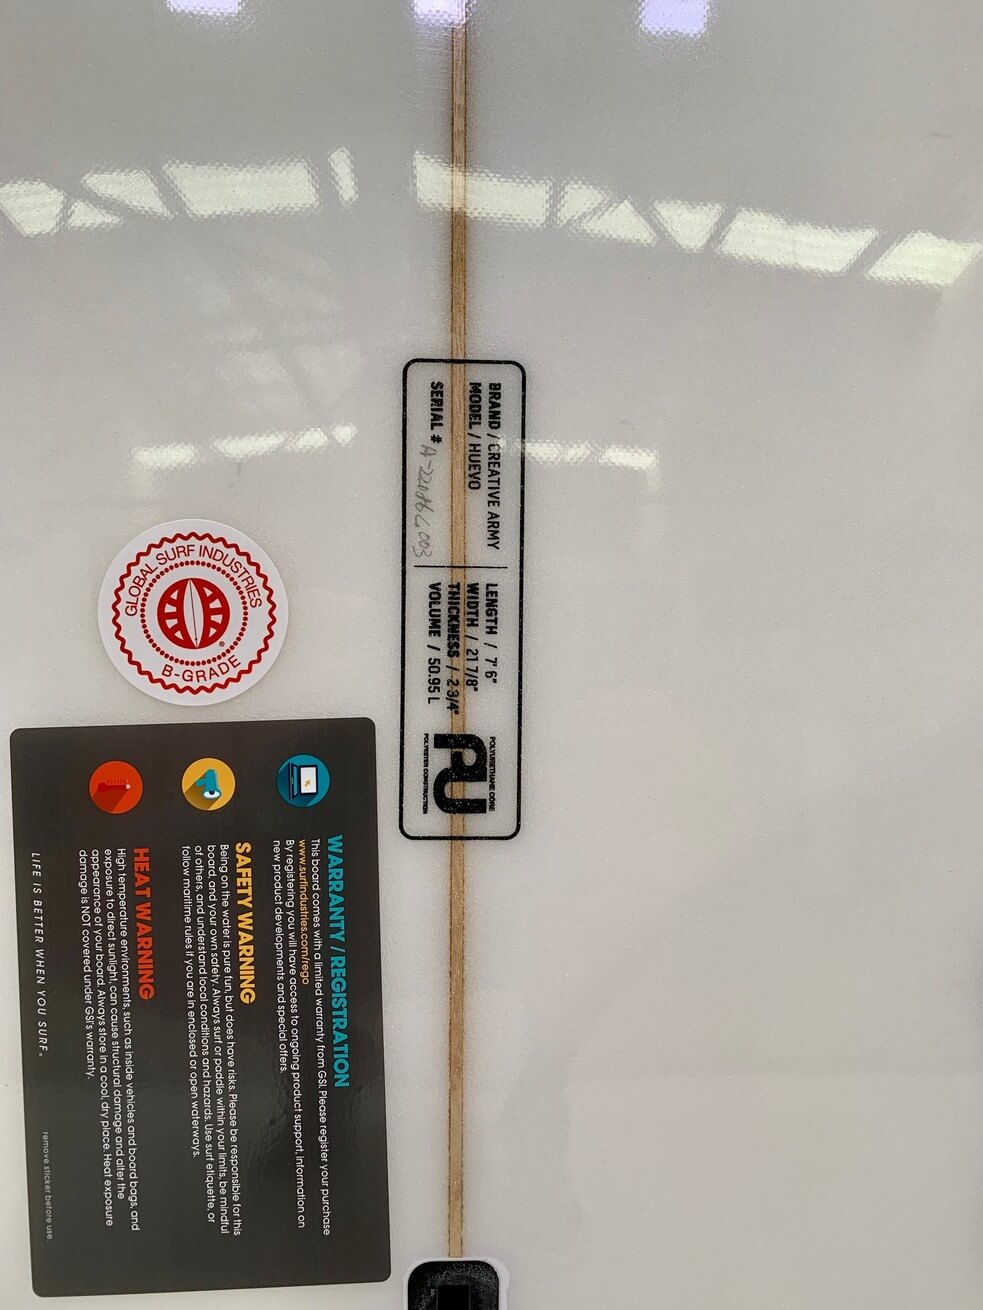 BRAND / CREATIVE ARMY
MODEL / HUEVO
SERIAL #
LENGTH / 7' 6"
WIDTH / 21 7/8"
THICKNESS / 2 3/4"
VOLUME / 50.95 L
POLYURETHANE CORE
PU
POLYESTER CONSTRUCTION
GLOBAL SURF INDUSTRIES
®
B-GRADE
WARRANTY / REGISTRATION
This board comes with a limited warranty from GSI. Please register your purchase
www.surfindustries.com/rego
By registering you will have access to ongoing product support, information on
new product developments and special offers.
SAFETY WARNING
Being on the water is pure fun, but does have risks. Please be responsible for this
board, and your own safety. Always surf or paddle within your limits, be mindful
of others, and understand local conditions and hazards. Use surf etiquette, or
follow maritime rules if you are in enclosed or open waterways.
HEAT WARNING
High temperature environments, such as inside vehicles and board bags, and
exposure to direct sunlight, can cause structural damage and alter the
appearance of your board. Always store in a cool, dry place. Heat exposure
damage is NOT covered under GSI's warranty.
LIFE IS BETTER WHEN YOU SURF.®
remove sticker before use.